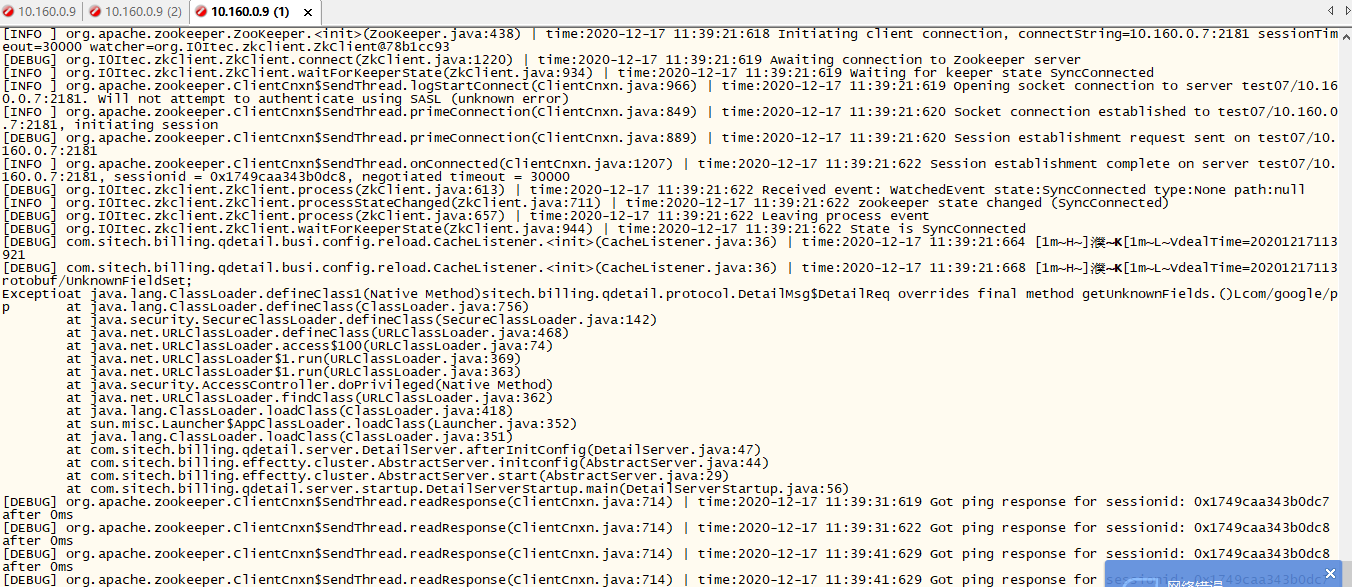 10.160.0.9
10.160.0.9 (2)
10.160.0.9 (1)
[INFO ] org.apache.zookeeper.ZooKeeper.<init>(ZooKeeper.java:438) | time:2020-12-17 11:39:21:618 Initiating client connection, connectString=10.160.0.7:2181 sessionTim
eout=30000 watcher=org.I0Itec.zkclient.ZkClient@78b1cc93
[DEBUG] org.I0Itec.zkclient.ZkClient.connect(ZkClient.java:1220) | time:2020-12-17 11:39:21:619 Awaiting connection to Zookeeper server
[INFO ] org.I0Itec.zkclient.ZkClient.waitForKeeperState(ZkClient.java:934) | time:2020-12-17 11:39:21:619 Waiting for keeper state SyncConnected
[INFO ] org.apache.zookeeper.ClientCnxn$SendThread.logStartConnect(ClientCnxn.java:966) | time:2020-12-17 11:39:21:619 Opening socket connection to server test07/10.16
0.0.7:2181. Will not attempt to authenticate using SASL (unknown error)
[INFO ] org.apache.zookeeper.ClientCnxn$SendThread.primeConnection(ClientCnxn.java:849) | time:2020-12-17 11:39:21:620 Socket connection established to test07/10.160.0
.7:2181, initiating session
[DEBUG] org.apache.zookeeper.ClientCnxn$SendThread.primeConnection(ClientCnxn.java:889) | time:2020-12-17 11:39:21:620 Session establishment request sent on test07/10.
160.0.7:2181
[INFO ] org.apache.zookeeper.ClientCnxn$SendThread.onConnected(ClientCnxn.java:1207) | time:2020-12-17 11:39:21:622 Session establishment complete on server test07/10.
160.0.7:2181, sessionid = 0x1749caa343b0dc8, negotiated timeout = 30000
[DEBUG] org.I0Itec.zkclient.ZkClient.process(ZkClient.java:613) | time:2020-12-17 11:39:21:622 Received event: WatchedEvent state:SyncConnected type:None path:null
[INFO ] org.I0Itec.zkclient.ZkClient.processStateChanged(ZkClient.java:711) | time:2020-12-17 11:39:21:622 zookeeper state changed (SyncConnected)
[DEBUG] org.I0Itec.zkclient.ZkClient.process(ZkClient.java:657) | time:2020-12-17 11:39:21:622 Leaving process event
[DEBUG] org.I0Itec.zkclient.ZkClient.waitForKeeperState(ZkClient.java:944) | time:2020-12-17 11:39:21:622 State is SyncConnected
[DEBUG] com.sitech.billing.qdetail.busi.config.reload.CacheListener.<init>(CacheListener.java:36) | time:2020-12-17 11:39:21:664 [1m~H~]濮~K[1m~L~VdealTime=20201217113
921
[DEBUG] com.sitech.billing.qdetail.busi.config.reload.CacheListener.<init>(CacheListener.java:36) | time:2020-12-17 11:39:21:668 [1m~H~]濮~K[1m~L~VdealTime=20201217113
rotobuf/UnknownFieldSet;
Exceptioat java.lang.ClassLoader.defineClass1(Native Method)sitech.billing.qdetail.protocol.DetailMsg$DetailReq overrides final method getUnknownFields.()Lcom/google/p
p       at java.lang.ClassLoader.defineClass(ClassLoader.java:756)
at java.security.SecureClassLoader.defineClass(SecureClassLoader.java:142)
at java.net.URLClassLoader.defineClass(URLClassLoader.java:468)
at java.net.URLClassLoader.access$100(URLClassLoader.java:74)
at java.net.URLClassLoader$1.run(URLClassLoader.java:369)
at java.net.URLClassLoader$1.run(URLClassLoader.java:363)
at java.security.AccessController.doPrivileged(Native Method)
at java.net.URLClassLoader.findClass(URLClassLoader.java:362)
at java.lang.ClassLoader.loadClass(ClassLoader.java:418)
at sun.misc.Launcher$AppClassLoader.loadClass(Launcher.java:352)
at java.lang.ClassLoader.loadClass(ClassLoader.java:351)
at com.sitech.billing.qdetail.server.DetailServer.afterInitConfig(DetailServer.java:47)
at com.sitech.billing.effectty.cluster.AbstractServer.initconfig(AbstractServer.java:44)
at com.sitech.billing.effectty.cluster.AbstractServer.start(AbstractServer.java:29)
at com.sitech.billing.qdetail.server.startup.DetailServerStartup.main(DetailServerStartup.java:56)
[DEBUG] org.apache.zookeeper.ClientCnxn$SendThread.readResponse(ClientCnxn.java:714) | time:2020-12-17 11:39:31:619 Got ping response for sessionid: 0x1749caa343b0dc7
after 0ms
[DEBUG] org.apache.zookeeper.ClientCnxn$SendThread.readResponse(ClientCnxn.java:714) | time:2020-12-17 11:39:31:622 Got ping response for sessionid: 0x1749caa343b0dc8
after 0ms
[DEBUG] org.apache.zookeeper.ClientCnxn$SendThread.readResponse(ClientCnxn.java:714) | time:2020-12-17 11:39:41:629 Got ping response for sessionid: 0x1749caa343b0dc8
after 0ms
[DEBUG] org.apache.zookeeper.ClientCnxn$SendThread.readResponse(ClientCnxn.java:714) | time:2020-12-17 11:39:41:629 Got ping response for
网络错误